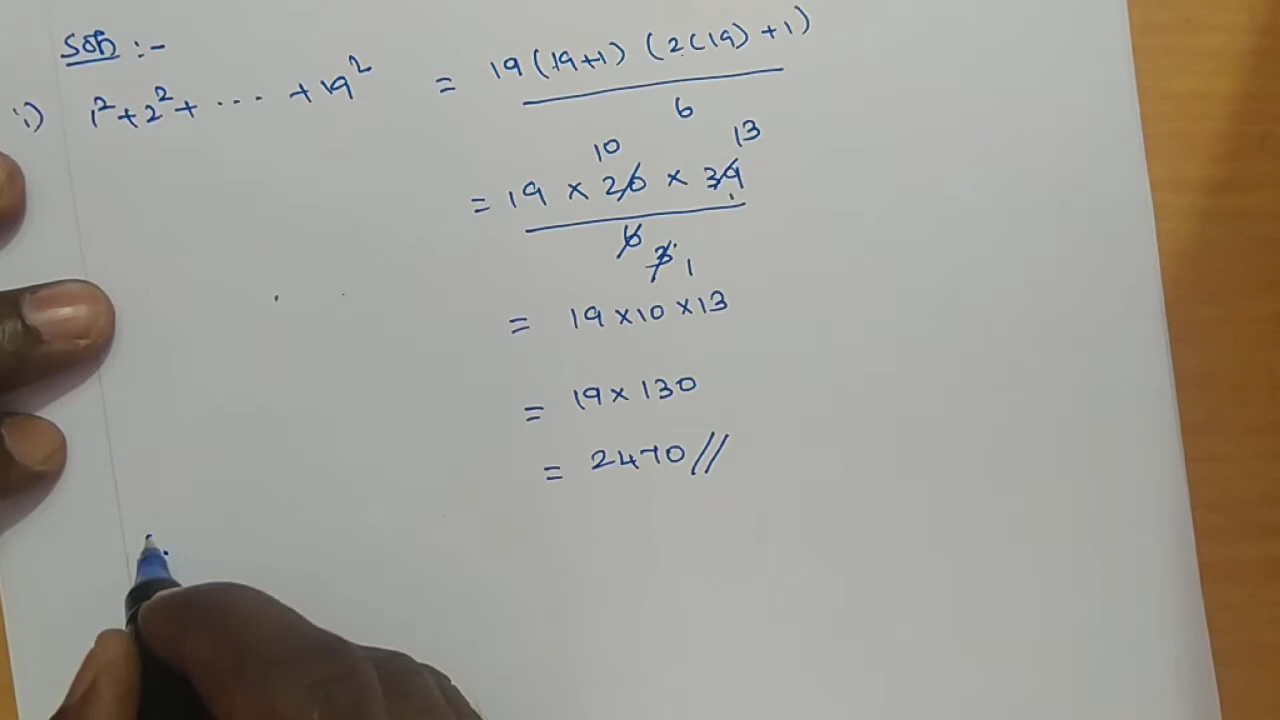 Soln :-
i) 1² + 2² + ... + 19² = 19(19+1) (2(19)+1)
6
10 13
= 19 × 20 × 39
6 3 1
= 19 × 10 × 13
= 19 × 130
= 2470 //